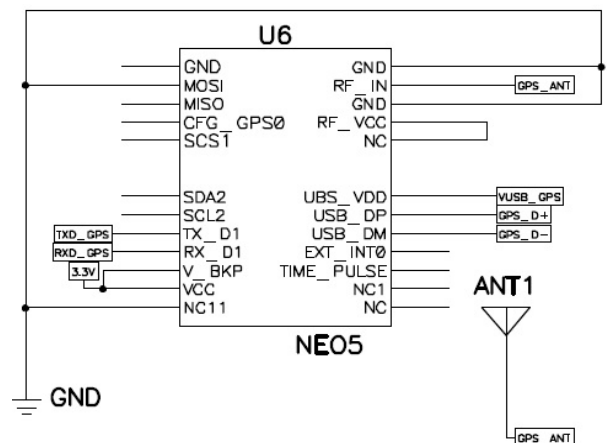 U6
GND GND
MOSI RF_IN GPS_ANT
MISO GND
CFG_GPS0 RF_VCC
SCS1 NC
SDA2 UBS_VDD VUSB_GPS
SCL2 USB_DP GPS_D+
TXD_GPS TX_D1 USB_DM GPS_D-
RXD_GPS RX_D1 EXT_INT0
3.3V V_BKP TIME_PULSE
VCC NC1 ANT1
NC11 NC
NEO5
GND
GPS_ANT